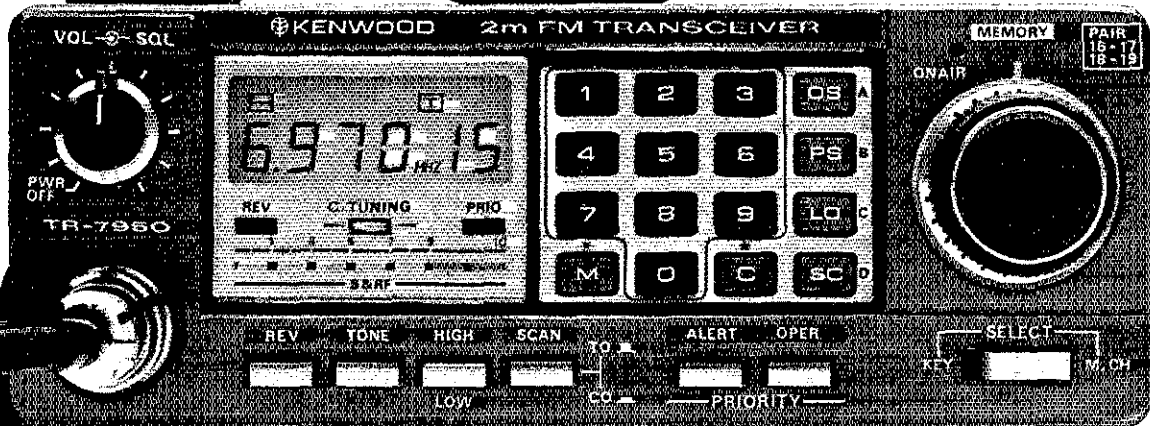 KENWOOD 2m FM TRANSCEIVER
VOL SQL
PWR
OFF
TR-7950
6.970 MHZ 15
REV C. TUNING PRIO
S&RF
1 2 3 OS A
4 5 6 PS B
7 8 9 LO C
M 0 C SC D
MEMORY
PAIR
16-17
18-19
ON AIR
REV TONE HIGH SCAN
LOW
TO
CO
ALERT OPER
PRIORITY
SELECT
KEY M.CH